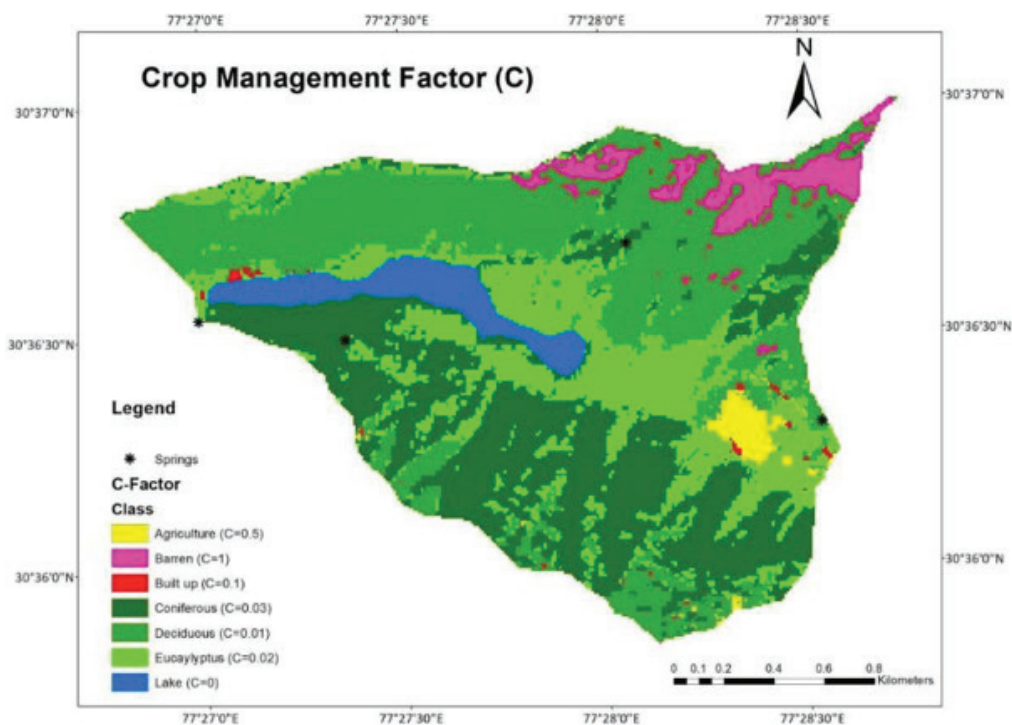 77°27'0"E 77°27'30"E 77°28'0"E 77°28'30"E
Crop Management Factor (C)
N
30°37'0"N
30°37'0"N
30°36'30"N
30°36'30"N
30°36'0"N
30°36'0"N
Legend
Springs
C-Factor
Class
Agriculture (C=0.5)
Barren (C=1)
Built up (C=0.1)
Coniferous (C=0.03)
Deciduous (C=0.01)
Eucaylyptus (C=0.02)
Lake (C=0)
0 0.1 0.2 0.4 0.6 0.8
Kilometers
77°27'0"E 77°27'30"E 77°28'0"E 77°28'30"E